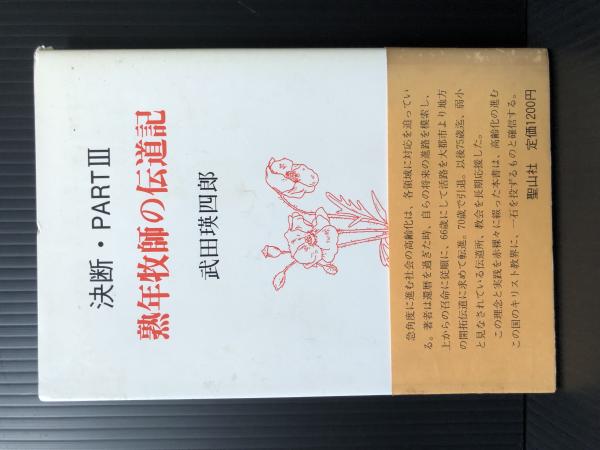 決断・PARTⅢ
熟年牧師の伝道記
武田瑛四郎
急角度に進む社会の高齢化は、各領域に対応を迫ってい
る。著者は還暦を過ぎた時、自らの将来の進路を模索し、
上からの召命に従順に、66歳にして活路を大都市より地方
の開拓伝道に求めて転進。70歳で引退。以後75歳迄、弱小
と見なされている伝道所、教会を長期応援した。
この理念と実践を赤裸々に綴った本書は、高齢化の進む
この国のキリスト教界に、一石を投ずるものと確信する。
聖山社 定価1200円